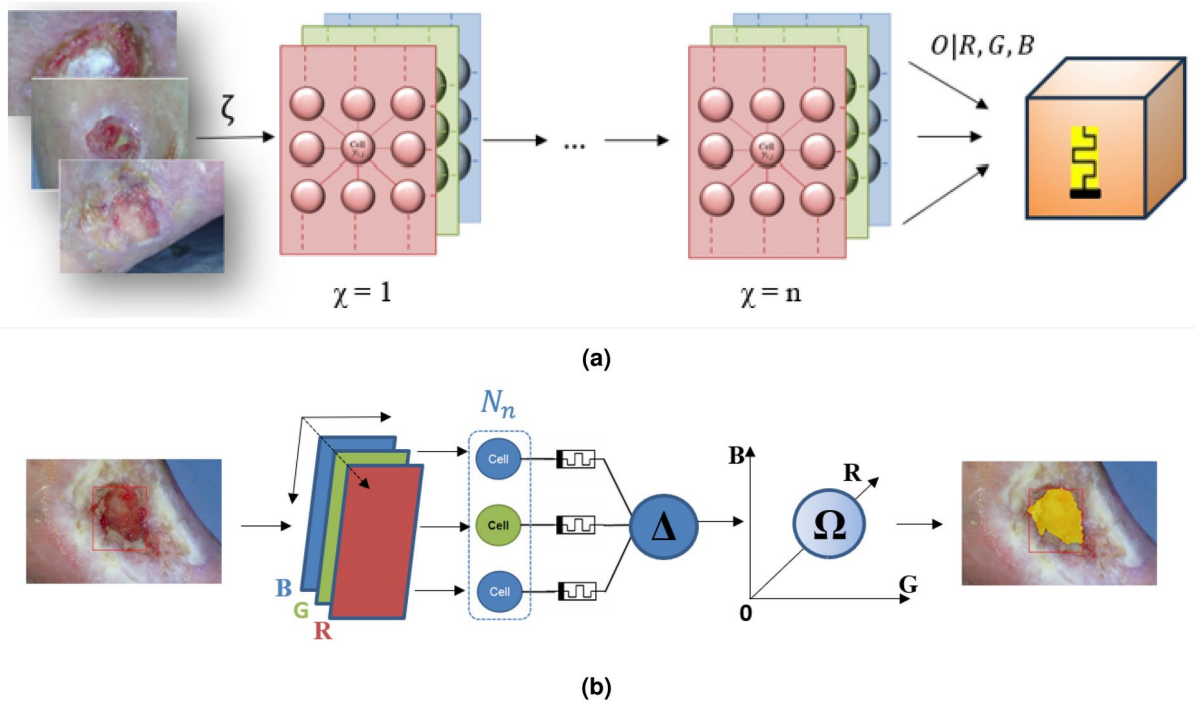 ζ
Cell
Cell
...
O|R, G, B
χ = 1
χ = n
(a)
N_n
Cell
Cell
Cell
B
G
R
Δ
B
R
Ω
G
0
(b)